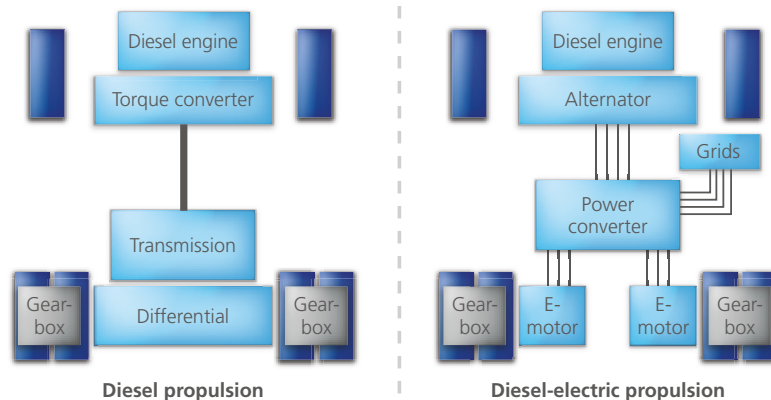 Diesel engine
Torque converter
Transmission
Gear-
box
Differential
Gear-
box
Diesel propulsion
Diesel engine
Alternator
Grids
Power
converter
Gear-
box
E-
motor
E-
motor
Gear-
box
Diesel-electric propulsion